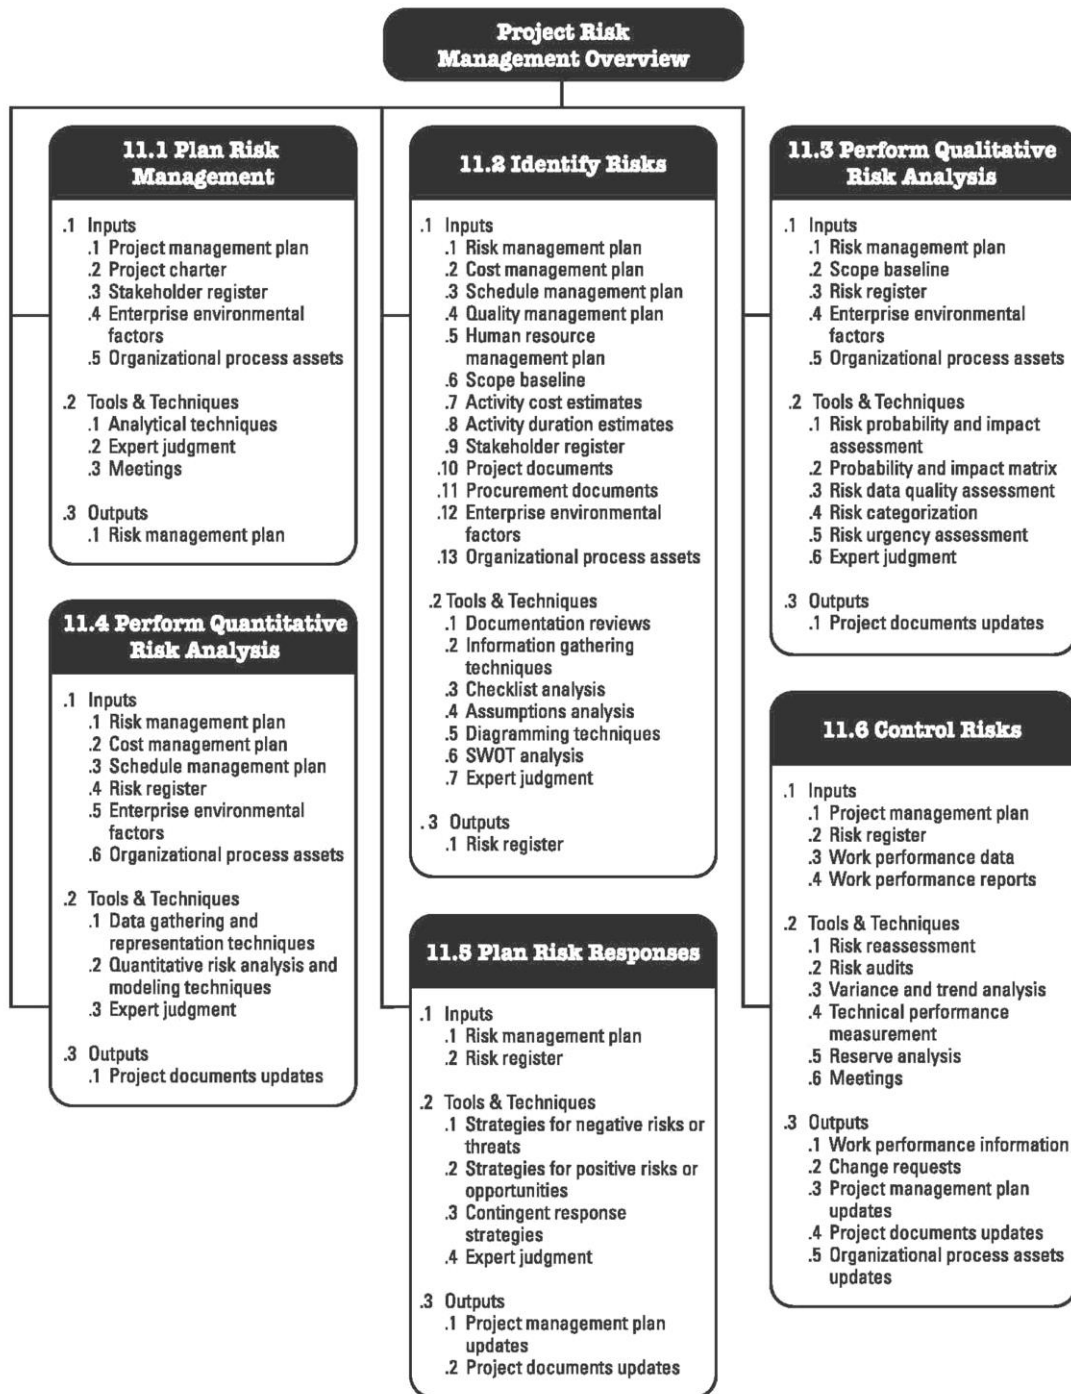 Project Risk
Management Overview
11.1 Plan Risk
Management
.1 Inputs
.1 Project management plan
.2 Project charter
.3 Stakeholder register
.4 Enterprise environmental
factors
.5 Organizational process assets
.2 Tools & Techniques
.1 Analytical techniques
.2 Expert judgment
.3 Meetings
.3 Outputs
.1 Risk management plan
11.2 Identify Risks
.1 Inputs
.1 Risk management plan
.2 Cost management plan
.3 Schedule management plan
.4 Quality management plan
.5 Human resource
management plan
.6 Scope baseline
.7 Activity cost estimates
.8 Activity duration estimates
.9 Stakeholder register
.10 Project documents
.11 Procurement documents
.12 Enterprise environmental
factors
.13 Organizational process assets
.2 Tools & Techniques
.1 Documentation reviews
.2 Information gathering
techniques
.3 Checklist analysis
.4 Assumptions analysis
.5 Diagramming techniques
.6 SWOT analysis
.7 Expert judgment
.3 Outputs
.1 Risk register
11.3 Perform Qualitative
Risk Analysis
.1 Inputs
.1 Risk management plan
.2 Scope baseline
.3 Risk register
.4 Enterprise environmental
factors
.5 Organizational process assets
.2 Tools & Techniques
.1 Risk probability and impact
assessment
.2 Probability and impact matrix
.3 Risk data quality assessment
.4 Risk categorization
.5 Risk urgency assessment
.6 Expert judgment
.3 Outputs
.1 Project documents updates
11.4 Perform Quantitative
Risk Analysis
.1 Inputs
.1 Risk management plan
.2 Cost management plan
.3 Schedule management plan
.4 Risk register
.5 Enterprise environmental
factors
.6 Organizational process assets
.2 Tools & Techniques
.1 Data gathering and
representation techniques
.2 Quantitative risk analysis and
modeling techniques
.3 Expert judgment
.3 Outputs
.1 Project documents updates
11.5 Plan Risk Responses
.1 Inputs
.1 Risk management plan
.2 Risk register
.2 Tools & Techniques
.1 Strategies for negative risks or
threats
.2 Strategies for positive risks or
opportunities
.3 Contingent response
strategies
.4 Expert judgment
.3 Outputs
.1 Project management plan
updates
.2 Project documents updates
11.6 Control Risks
.1 Inputs
.1 Project management plan
.2 Risk register
.3 Work performance data
.4 Work performance reports
.2 Tools & Techniques
.1 Risk reassessment
.2 Risk audits
.3 Variance and trend analysis
.4 Technical performance
measurement
.5 Reserve analysis
.6 Meetings
.3 Outputs
.1 Work performance information
.2 Change requests
.3 Project management plan
updates
.4 Project documents updates
.5 Organizational process assets
updates